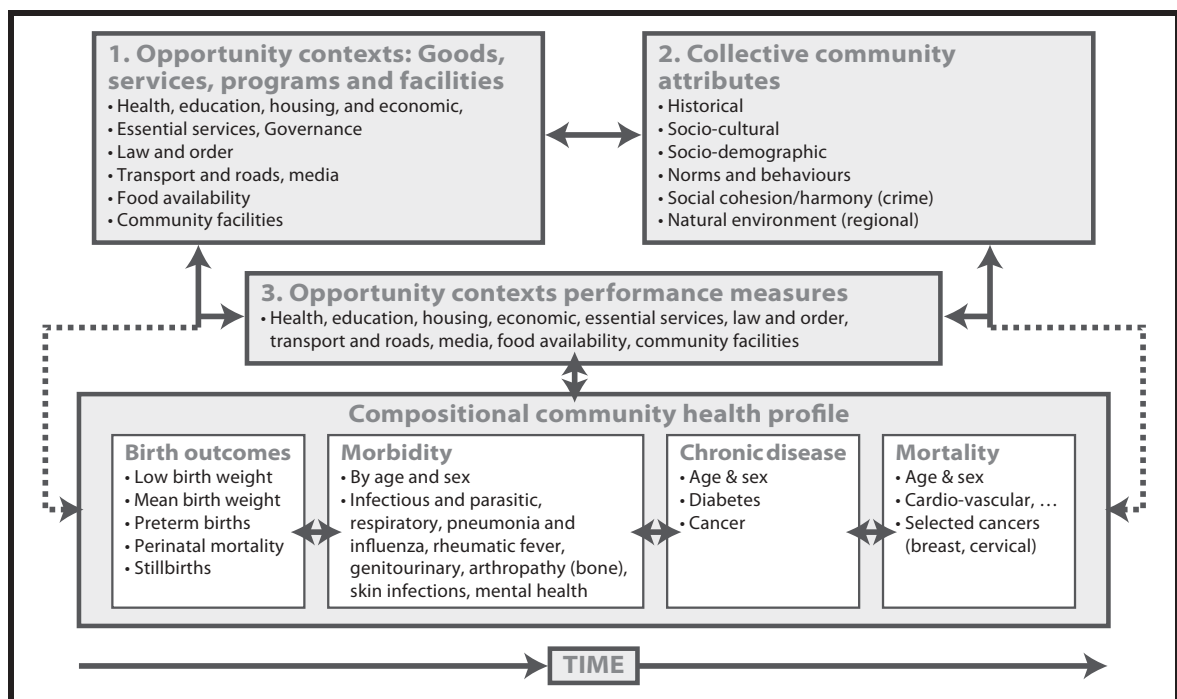 1. Opportunity contexts: Goods,
services, programs and facilities
• Health, education, housing, and economic,
• Essential services, Governance
• Law and order
• Transport and roads, media
• Food availability
• Community facilities
2. Collective community
attributes
• Historical
• Socio-cultural
• Socio-demographic
• Norms and behaviours
• Social cohesion/harmony (crime)
• Natural environment (regional)
3. Opportunity contexts performance measures
• Health, education, housing, economic, essential services, law and order,
transport and roads, media, food availability, community facilities
Compositional community health profile
Birth outcomes
• Low birth weight
• Mean birth weight
• Preterm births
• Perinatal mortality
• Stillbirths
Morbidity
• By age and sex
• Infectious and parasitic,
respiratory, pneumonia and
influenza, rheumatic fever,
genitourinary, arthropathy (bone),
skin infections, mental health
Chronic disease
• Age & sex
• Diabetes
• Cancer
Mortality
• Age & sex
• Cardio-vascular, …
• Selected cancers
(breast, cervical)
TIME